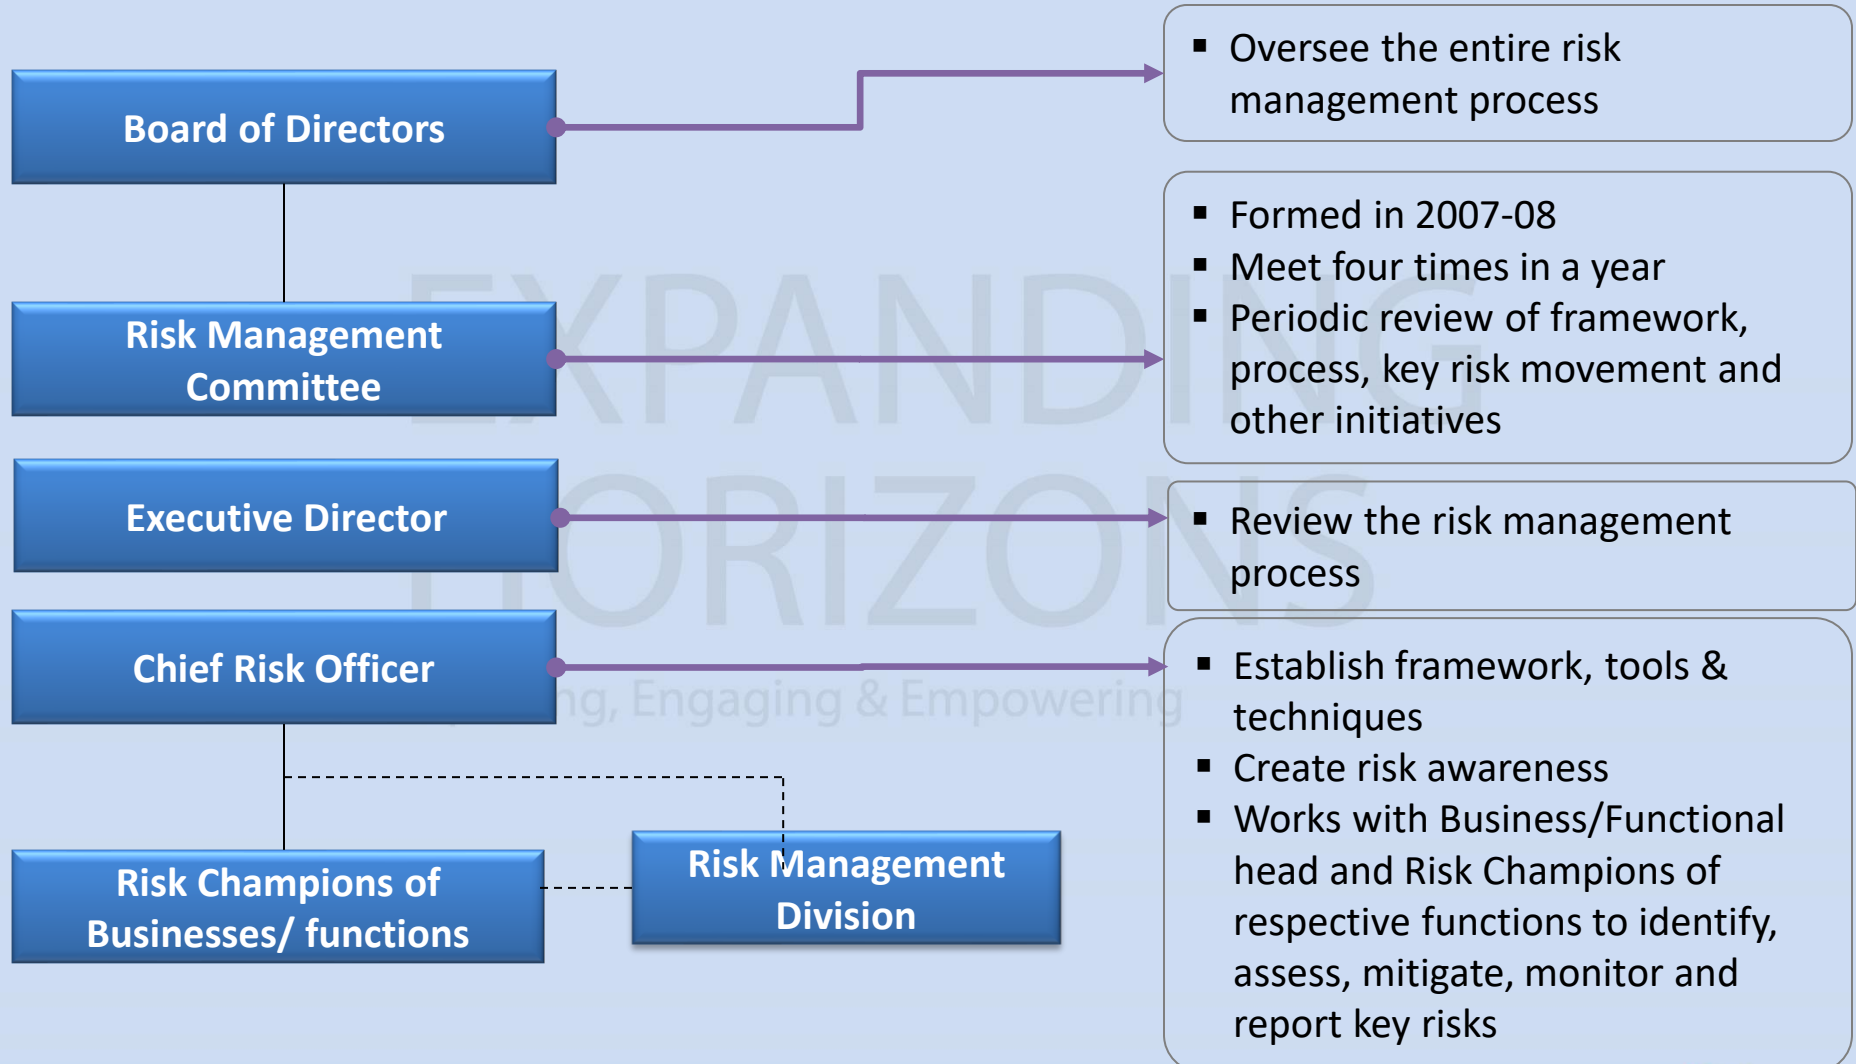 Board of Directors
▪ Oversee the entire risk
management process
Risk Management
Committee
▪ Formed in 2007-08
▪ Meet four times in a year
▪ Periodic review of framework,
process, key risk movement and
other initiatives
Executive Director
▪ Review the risk management
process
Chief Risk Officer
▪ Establish framework, tools &
techniques
▪ Create risk awareness
▪ Works with Business/Functional
head and Risk Champions of
respective functions to identify,
assess, mitigate, monitor and
report key risks
Risk Champions of
Businesses/ functions
Risk Management
Division
EXPANDING
HORIZONS
Engaging & Empowering